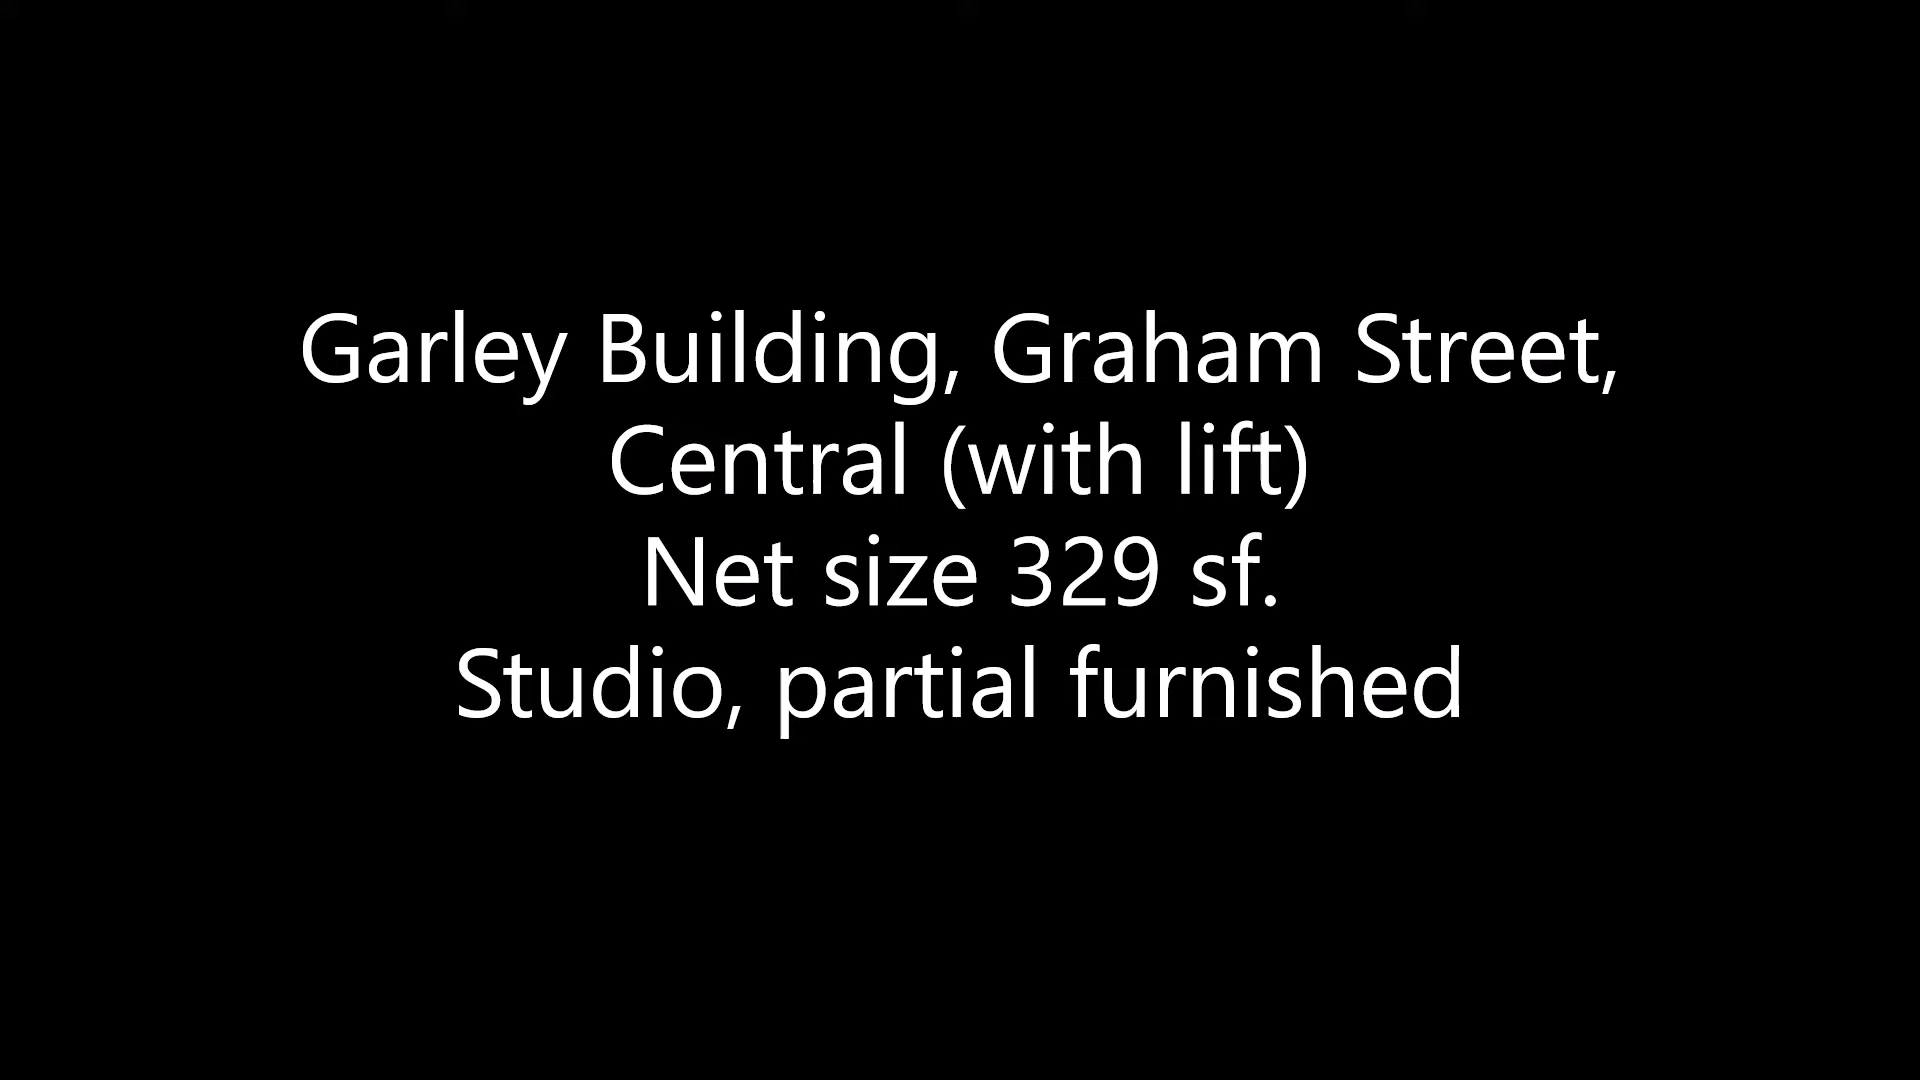 Garley Building, Graham Street,
Central (with lift)
Net size 329 sf.
Studio, partial furnished